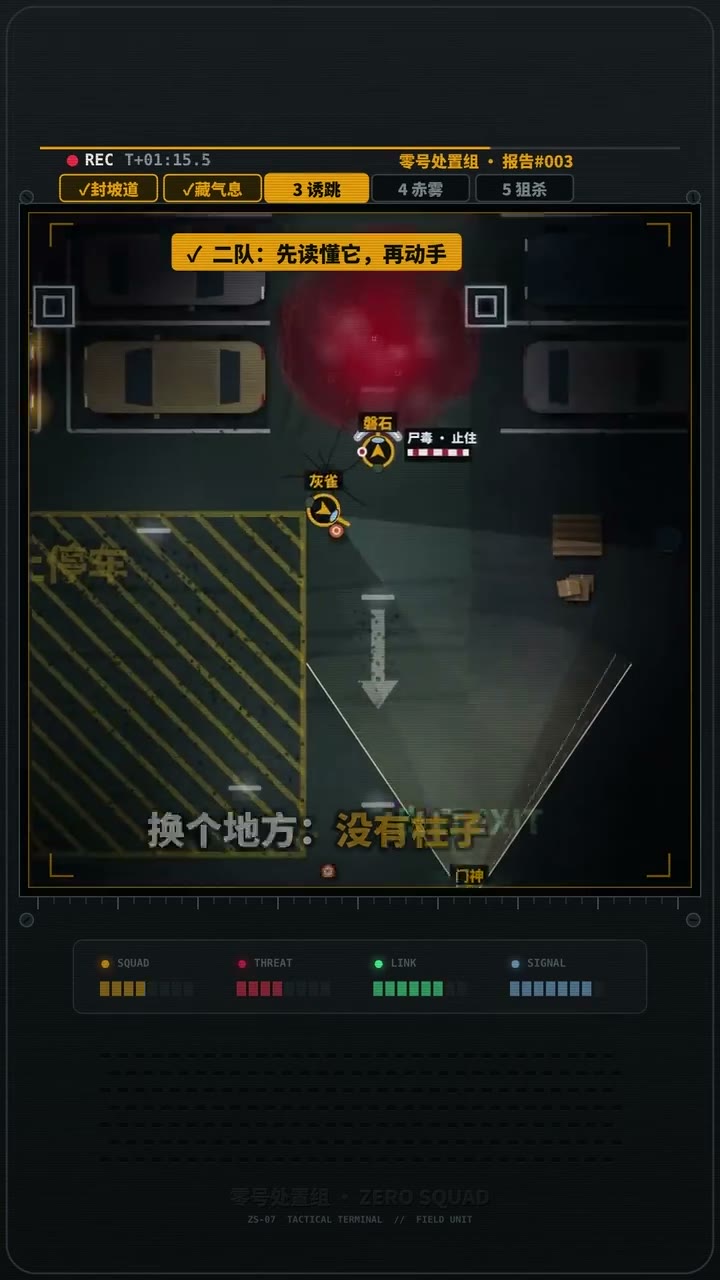 REC T+01:15.5
零号处置组 · 报告#003
✓封坡道
✓藏气息
3 诱跳
4 赤雾
5 狙杀
✓ 二队：先读懂它，再动手
磐石
尸毒 · 止住
灰雀
停车
EXIT
换个地方：没有柱子
门神
SQUAD
THREAT
LINK
SIGNAL
零号处置组 · ZERO SQUAD
ZS-07 TACTICAL TERMINAL // FIELD UNIT